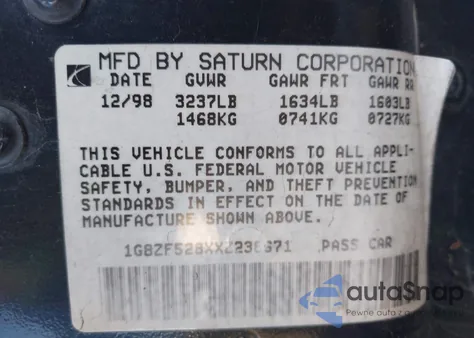 MFD BY SATURN CORPORATION
DATE GVWR GAWR FRT GAWR RR
12/98 3237LB 1634LB 1603LB
1468KG 0741KG 0727KG
THIS VEHICLE CONFORMS TO ALL APPLI-
CABLE U.S. FEDERAL MOTOR VEHICLE
SAFETY, BUMPER, AND THEFT PREVENTION
STANDARDS IN EFFECT ON THE DATE OF
MANUFACTURE SHOWN ABOVE.
PASS CAR
autoSnap
Pewne auta z